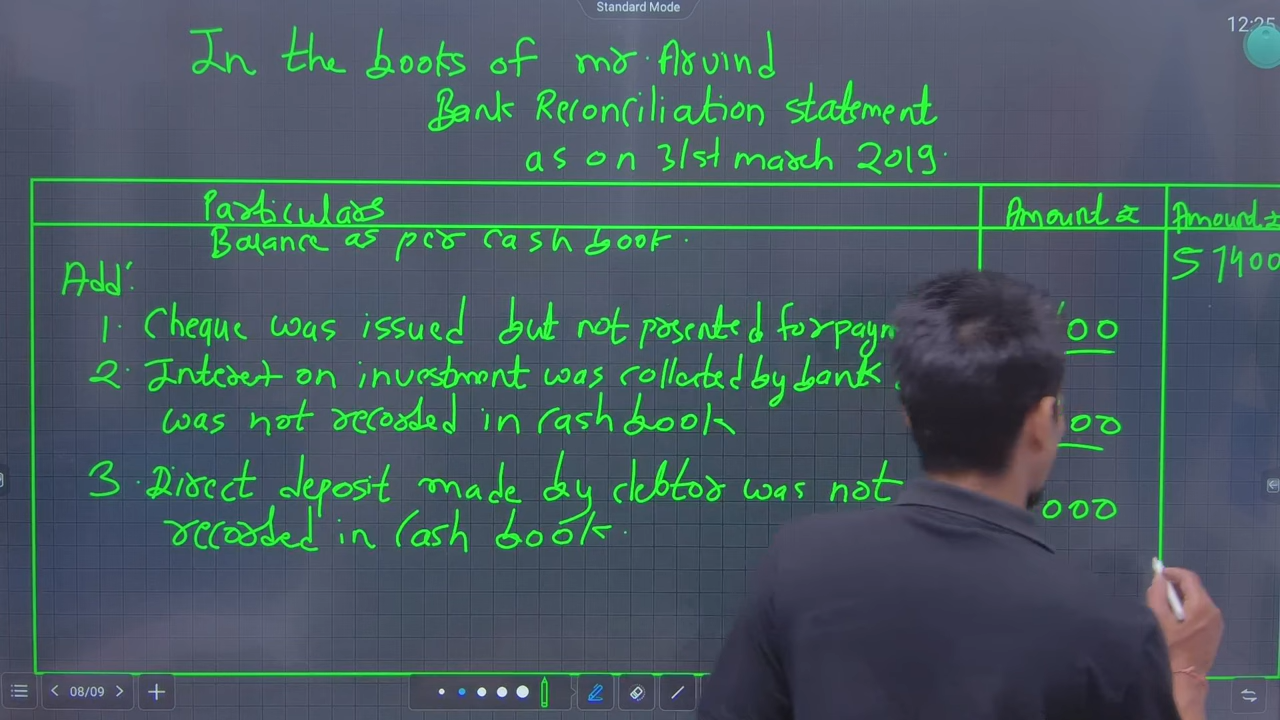 Standard Mode
12:25
In the books of mr. Arvind
Bank Reconciliation statement
as on 31st march 2019.
Particulars Amount ₹ Amount ₹
Balance as per cash book. 57400
Add:
1. Cheque was issued but not presented for paym 00
2. Interest on investment was collected by bank
was not recorded in cash book 00
3. Direct deposit made by debtor was not 000
recorded in cash book.
08/09